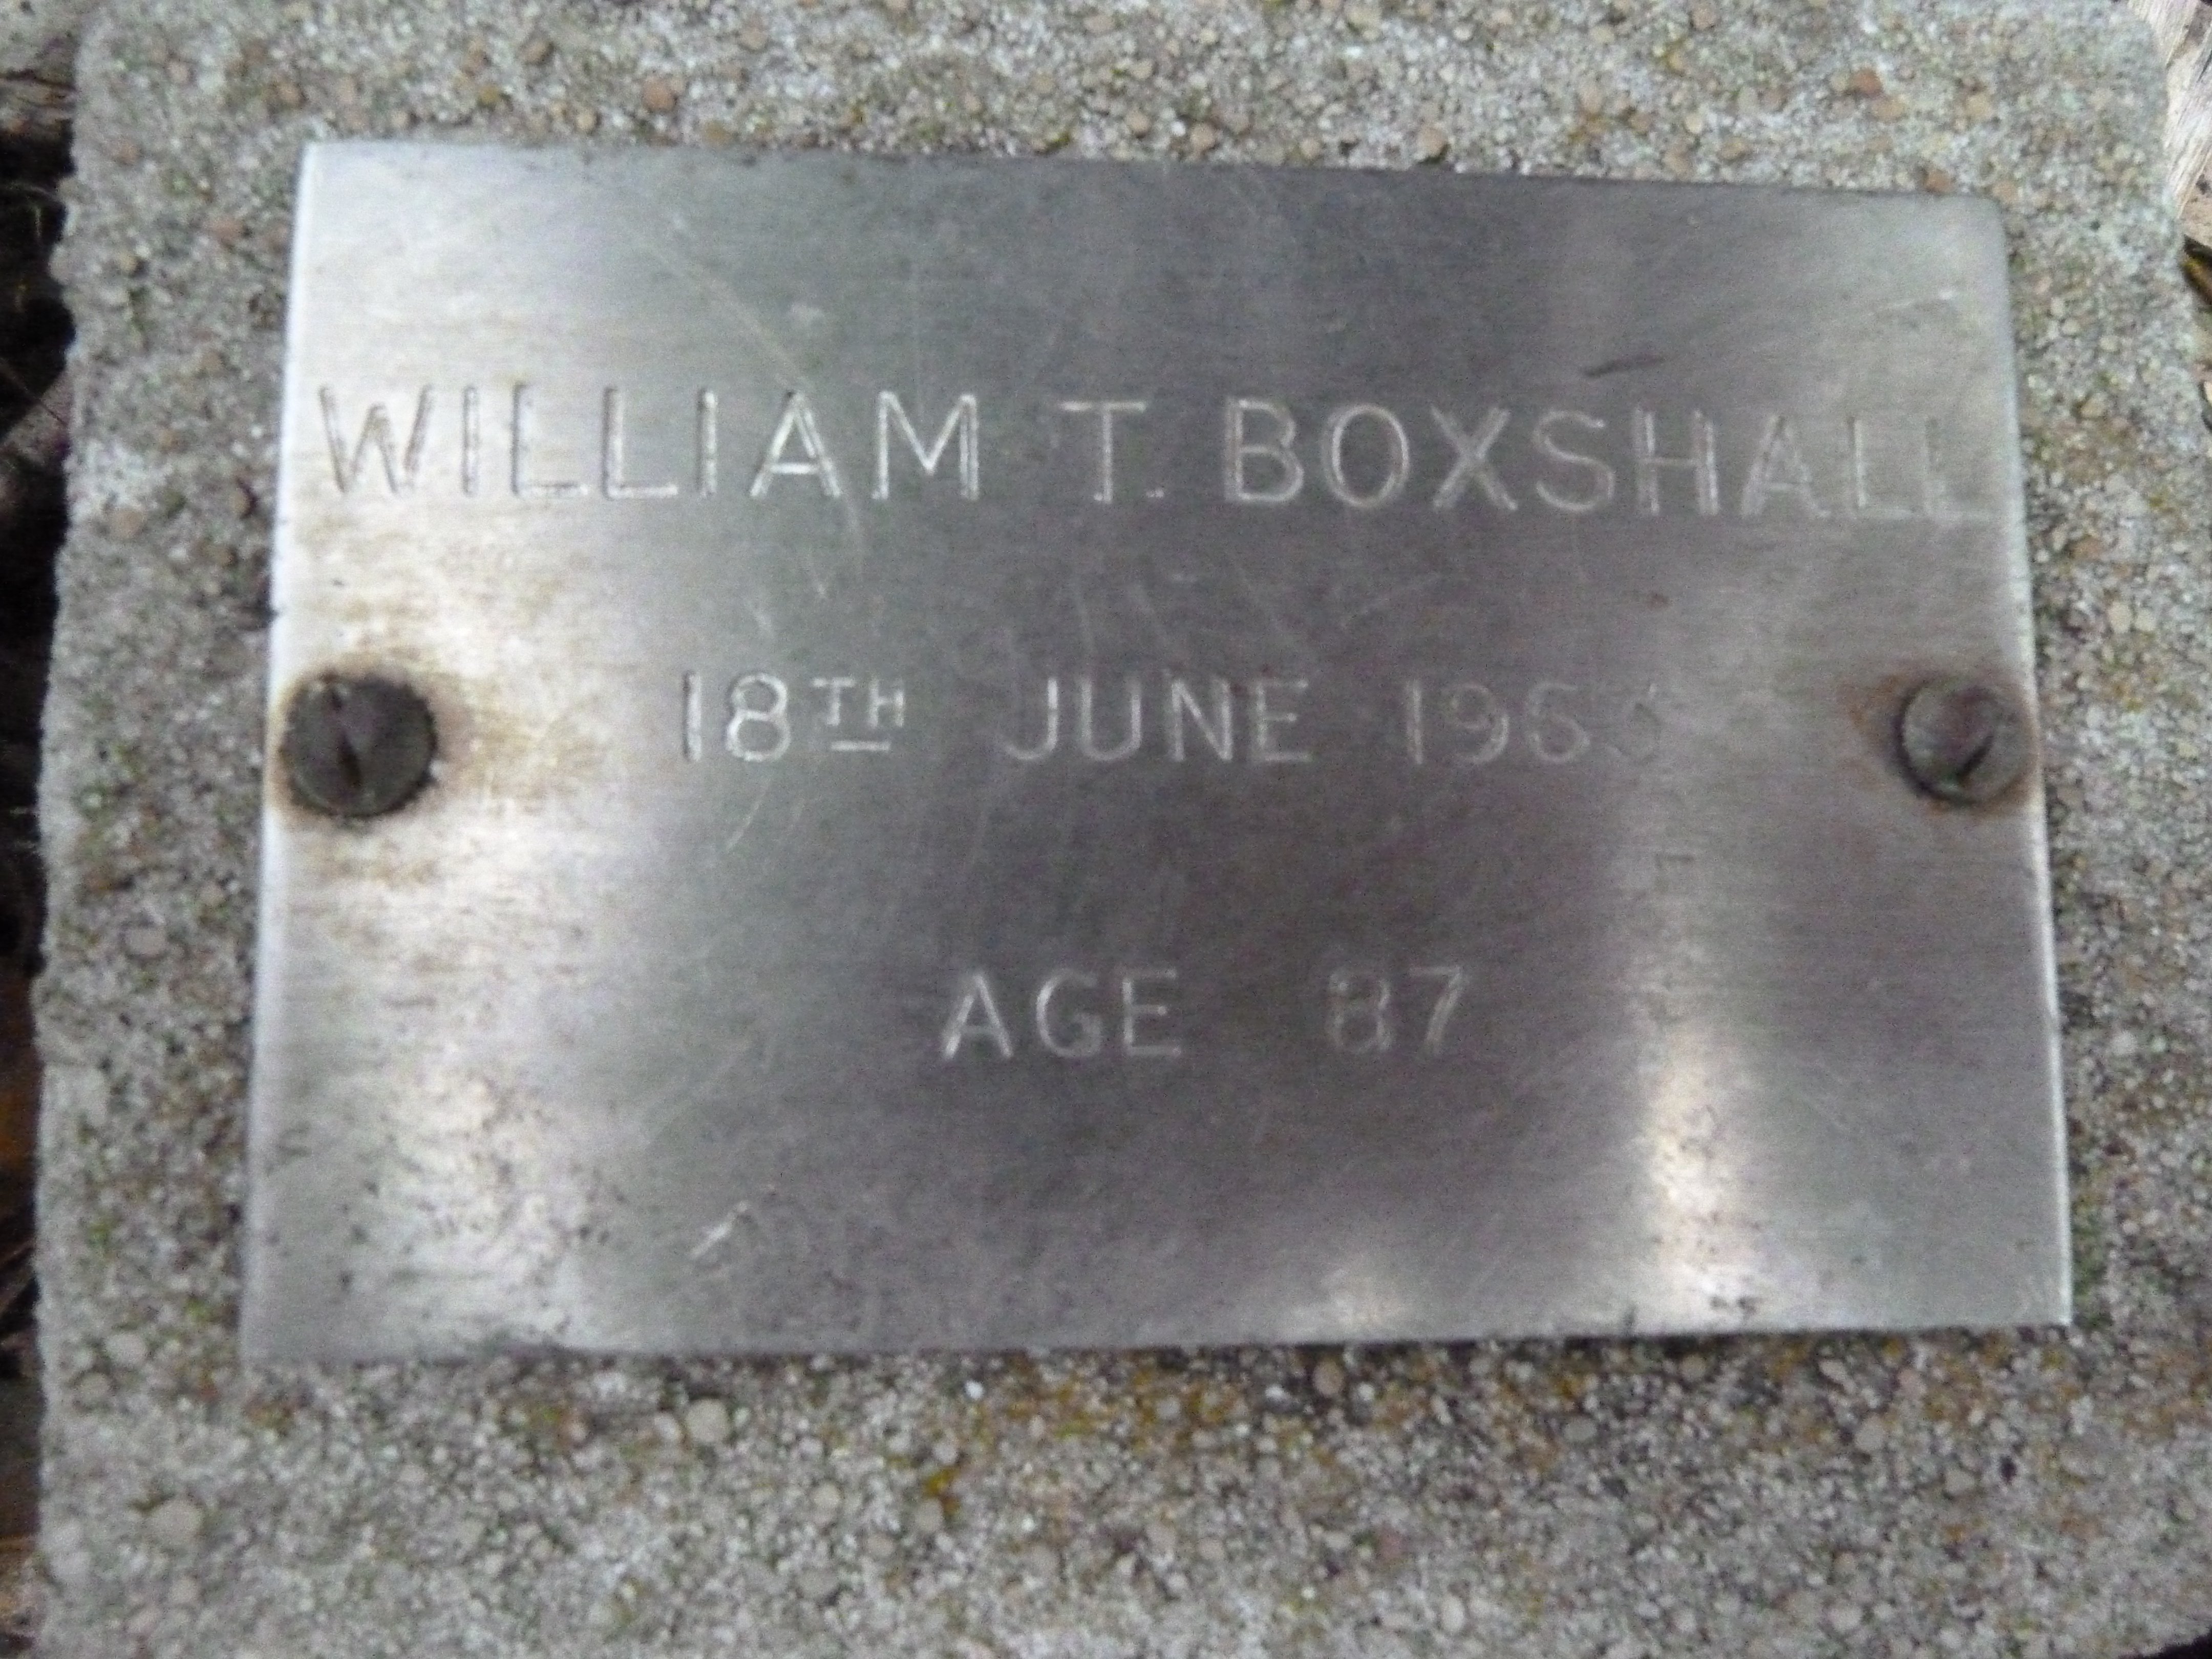 WILLIAM T. BOXSHALL
18TH JUNE
AGE 87